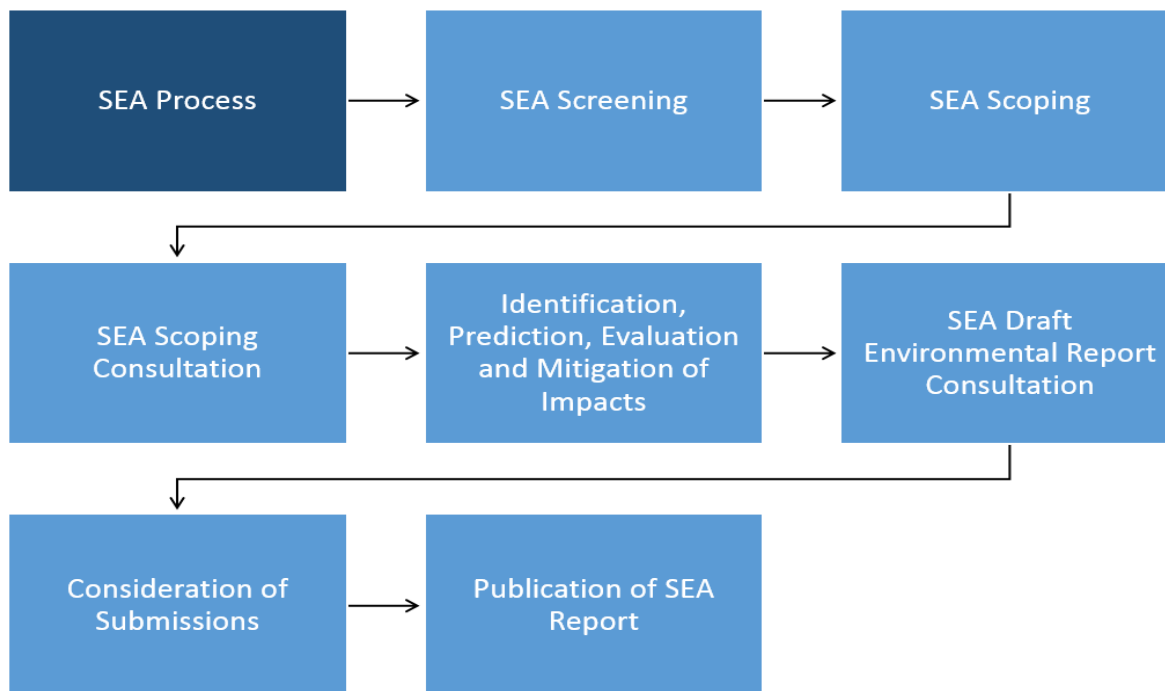 SEA Process
SEA Screening
SEA Scoping
SEA Scoping
Consultation
Identification,
Prediction, Evaluation
and Mitigation of
Impacts
SEA Draft
Environmental Report
Consultation
Consideration of
Submissions
Publication of SEA
Report